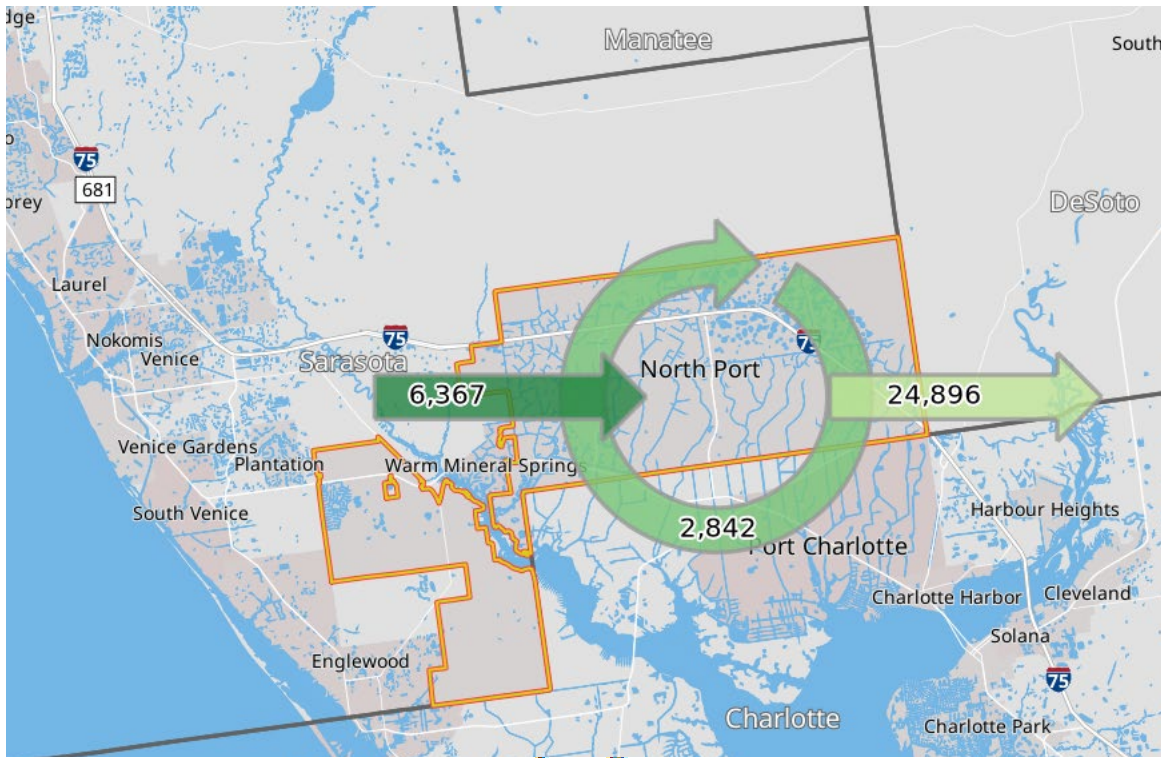 dge
Manatee
South
75
681
orey
DeSoto
Laurel
Nokomis
Venice
75
Sarasota
North Port
6,367
24,896
Venice Gardens
Plantation
Warm Mineral Springs
South Venice
2,842
Port Charlotte
Harbour Heights
Charlotte Harbor
Cleveland
Solana
Englewood
75
Charlotte
Charlotte Park